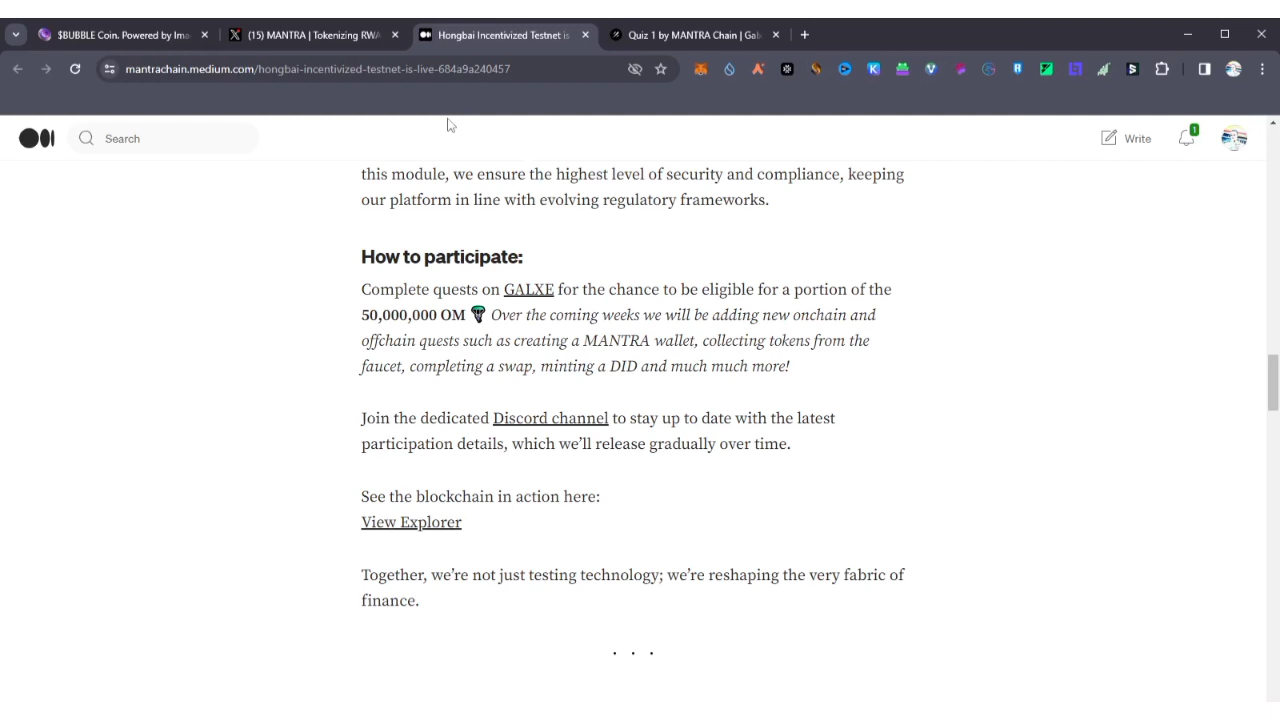 $BUBBLE Coin. Powered by Ima
(15) MANTRA | Tokenizing RWA
Hongbai Incentivized Testnet is
Quiz 1 by MANTRA Chain | Gal
mantrachain.medium.com/hongbai-incentivized-testnet-is-live-684a9a240457
Search
Write
1
this module, we ensure the highest level of security and compliance, keeping
our platform in line with evolving regulatory frameworks.
How to participate:
Complete quests on GALXE for the chance to be eligible for a portion of the
50,000,000 OM 🪂 Over the coming weeks we will be adding new onchain and
offchain quests such as creating a MANTRA wallet, collecting tokens from the
faucet, completing a swap, minting a DID and much much more!
Join the dedicated Discord channel to stay up to date with the latest
participation details, which we’ll release gradually over time.
See the blockchain in action here:
View Explorer
Together, we’re not just testing technology; we’re reshaping the very fabric of
finance.
. . .